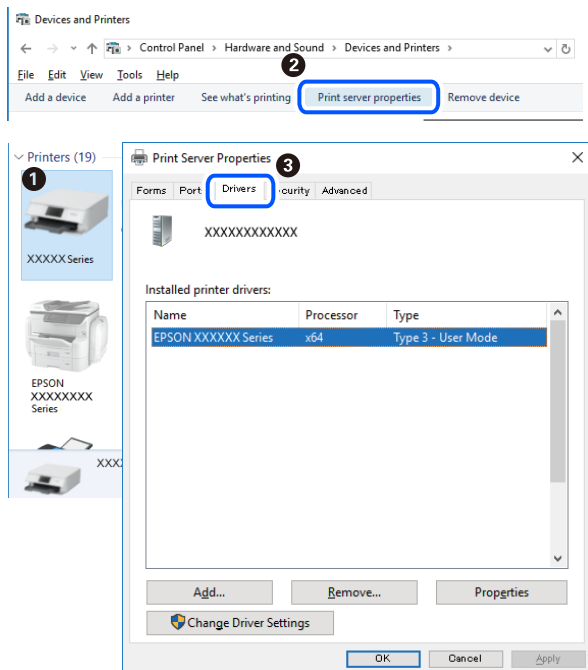 Devices and Printers
Control Panel > Hardware and Sound > Devices and Printers >
2
File Edit View Tools Help
Add a device Add a printer See what's printing Print server properties Remove device
Printers (19)
1
XXXXX Series
EPSON
XXXXXXXX
Series
XXX
Print Server Properties
3
Forms Port Drivers curity Advanced
XXXXXXXXXXXX
Installed printer drivers:
Name Processor Type
EPSON XXXXXX Series x64 Type 3 - User Mode
Add... Remove... Properties
Change Driver Settings
OK Cancel Apply